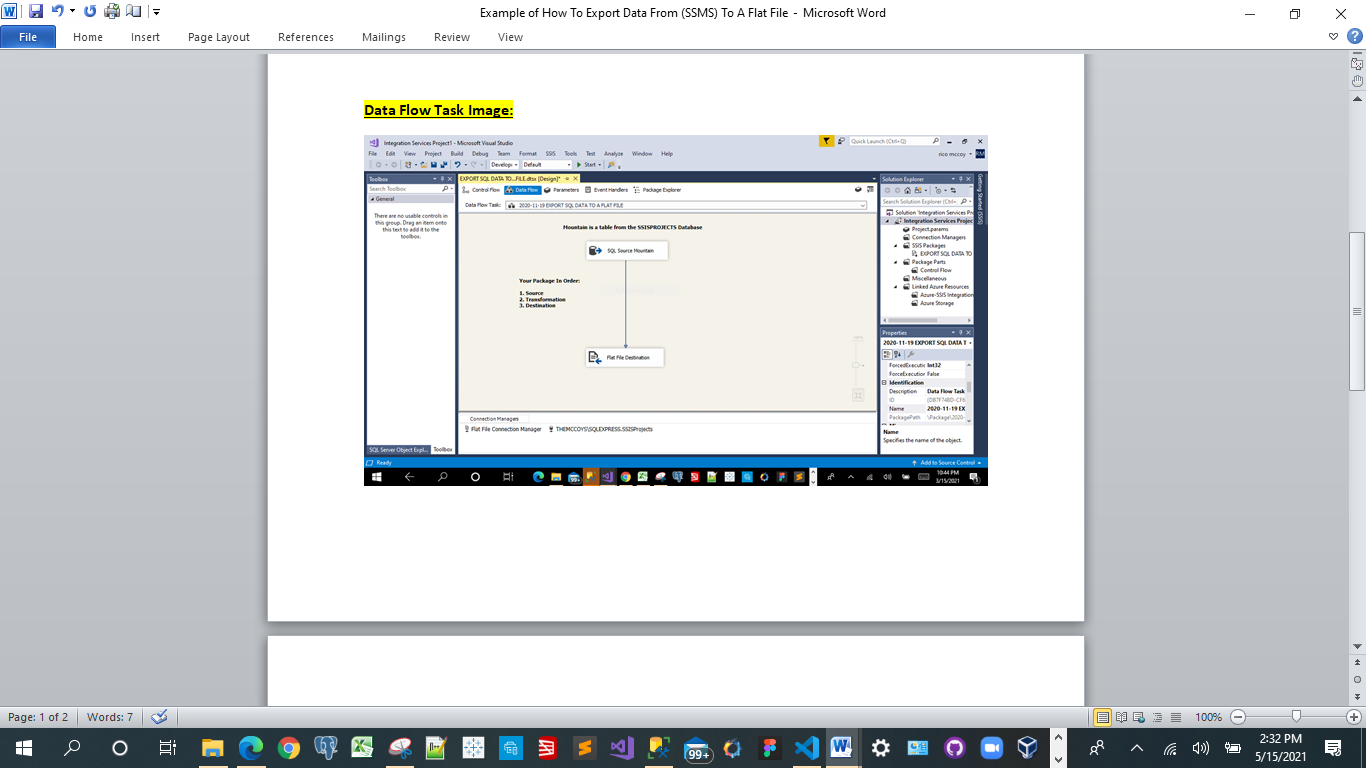 Example of How To Export Data From (SSMS) To A Flat File - Microsoft Word
File Home Insert Page Layout References Mailings Review View
Data Flow Task Image:
Integration Services Project1 - Microsoft Visual Studio
Quick Launch (Ctrl+Q)
File Edit View Project Build Debug Team Format SSIS Tools Test Analyze Window Help
rico mccoy RM
Develop Default Start
Toolbox
Search Toolbox
General
There are no usable controls in
this group. Drag an item onto
this text to add it to the
toolbox.
SQL Server Object Expl... Toolbox
EXPORT SQL DATA TO...FILE.dtsx [Design]*
Control Flow Data Flow Parameters Event Handlers Package Explorer
Data Flow Task: 2020-11-19 EXPORT SQL DATA TO A FLAT FILE
Mountain is a table from the SSISPROJECTS Database
SQL Source Mountain
Your Package In Order:
1. Source
2. Transformation
3. Destination
Flat File Destination
Connection Managers
Flat File Connection Manager THEMCCOYS\SQLEXPRESS.SSISProjects
Solution Explorer
Search Solution Explorer (Ctrl+
Solution 'Integration Services Pr
Integration Services Projec
Project.params
Connection Managers
SSIS Packages
EXPORT SQL DATA TO
Package Parts
Control Flow
Miscellaneous
Linked Azure Resources
Azure-SSIS Integration
Azure Storage
Getting Started (SSIS)
Properties
2020-11-19 EXPORT SQL DATA T
ForcedExecutic Int32
ForceExecution False
Identification
Description Data Flow Task
ID {DB7F74BD-CF6
Name 2020-11-19 EX
PackagePath \Package\2020-
Name
Specifies the name of the object.
Ready Add to Source Control
99+
10:44 PM
3/15/2021
Page: 1 of 2 Words: 7 100%
99+
2:32 PM
5/15/2021